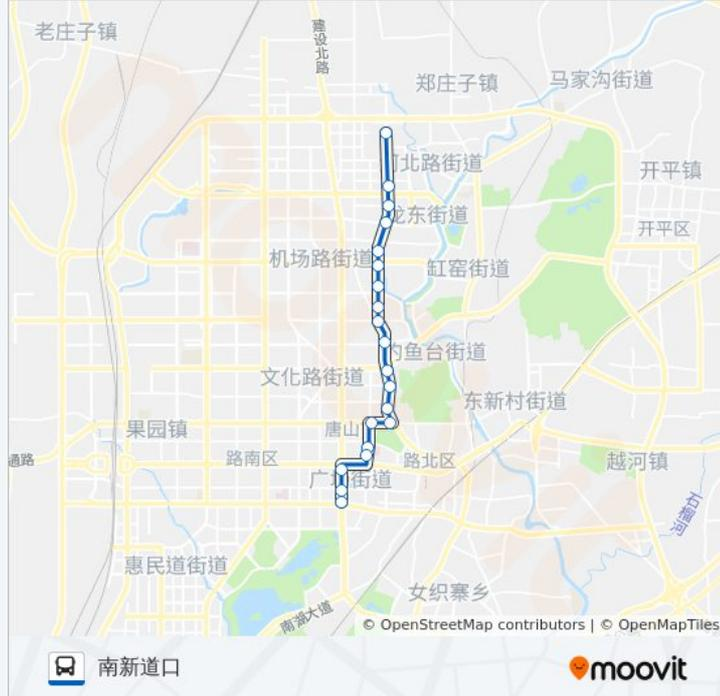 老庄子镇
建设北路
郑庄子镇
马家沟街道
河北路街道
开平镇
龙东街道
开平区
机场路街道
缸窑街道
钓鱼台街道
文化路街道
东新村街道
果园镇
唐山
通路
路南区
路北区
越河镇
广场街道
石榴河
惠民道街道
女织寨乡
南湖大道
© OpenStreetMap contributors | © OpenMapTiles
南新道口
moovit